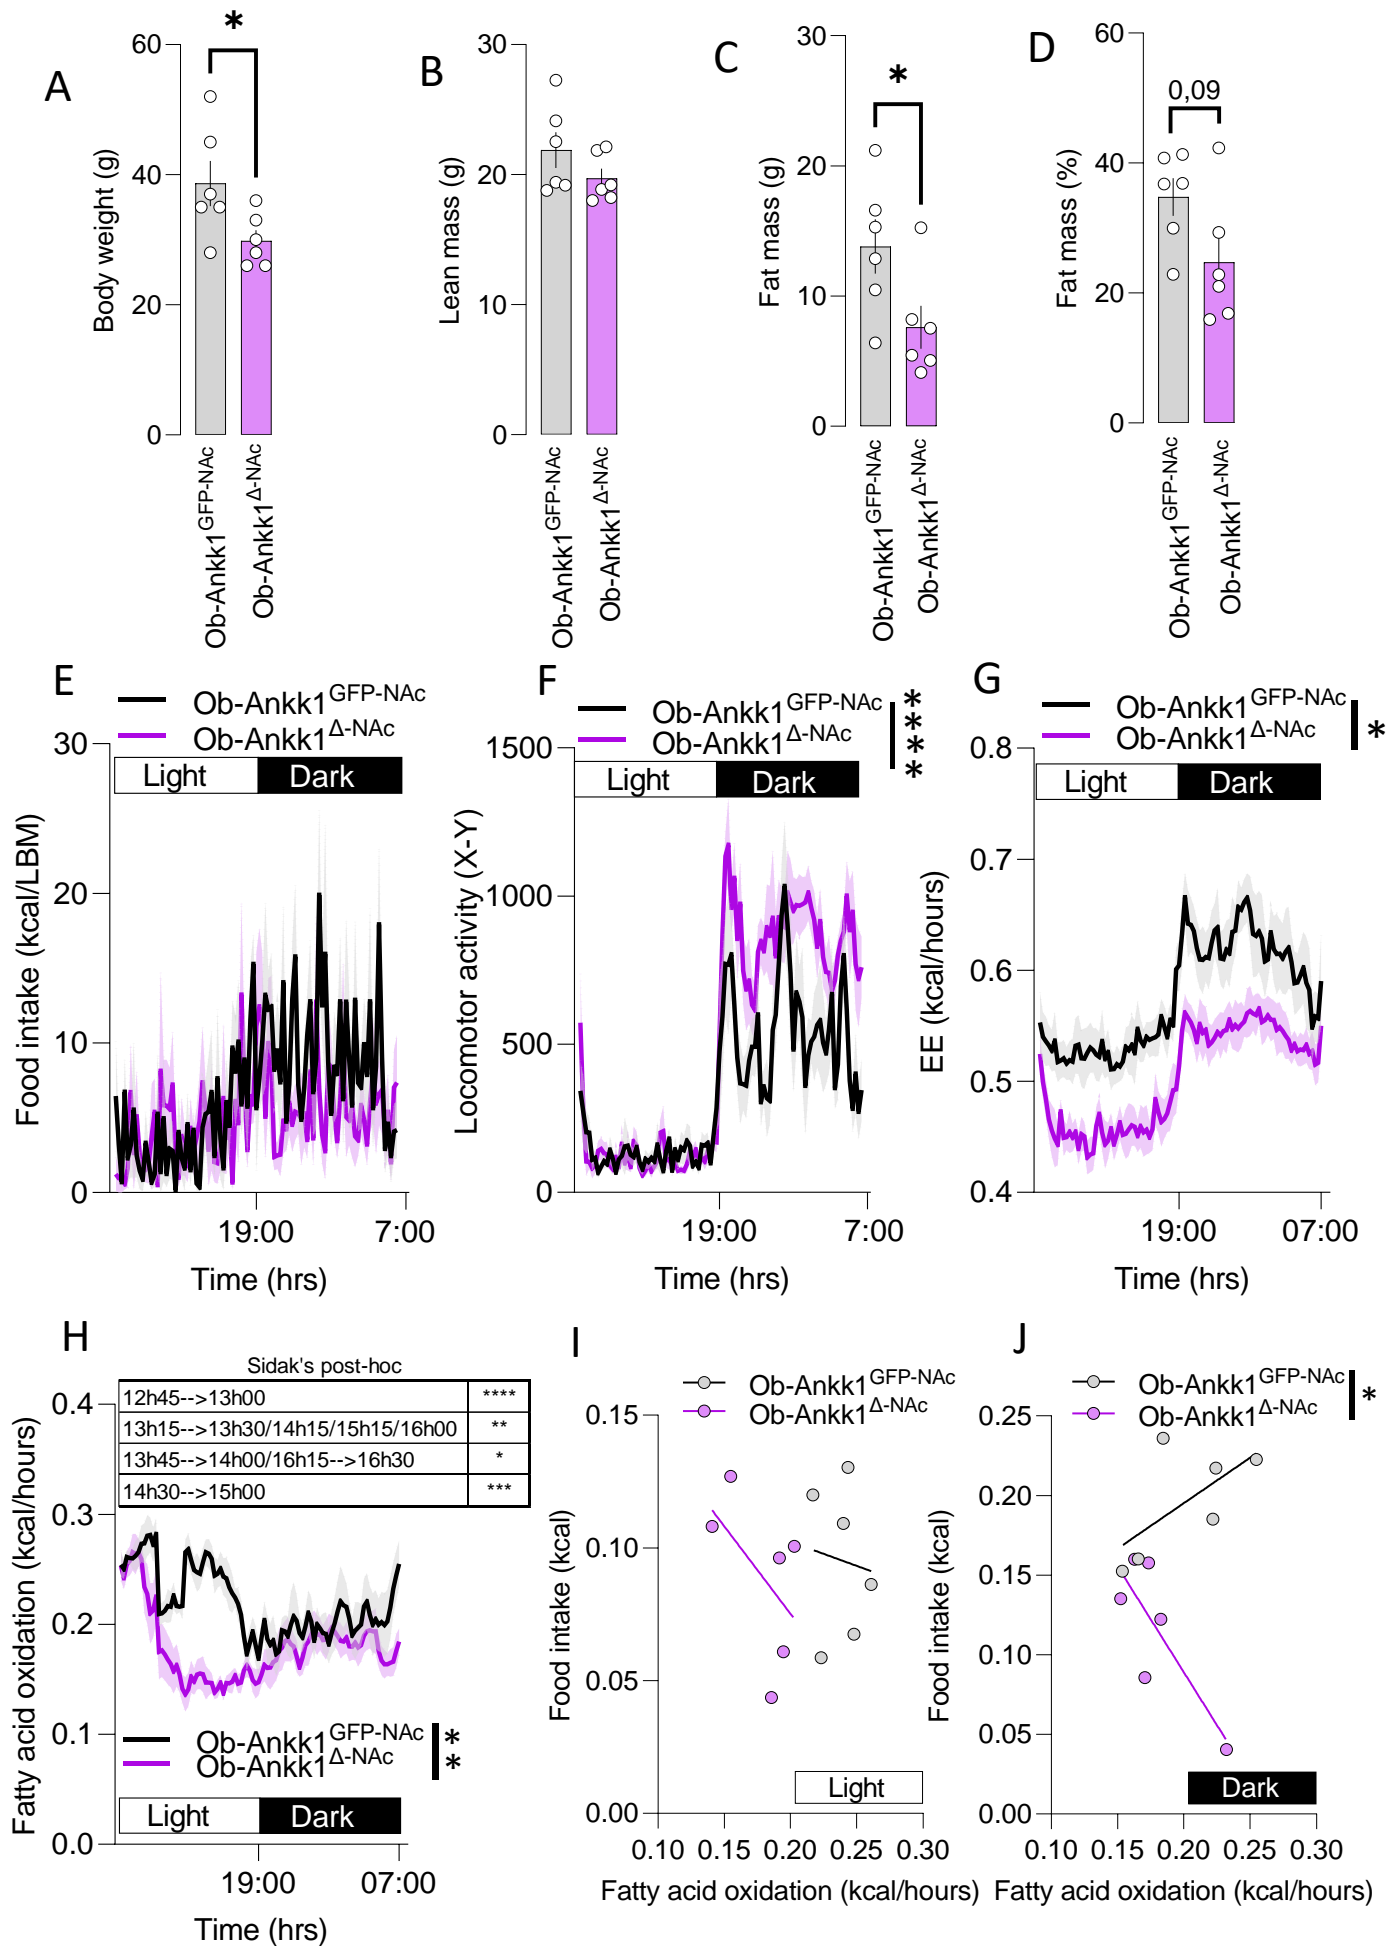 A
*
60
40
20
0
Body weight (g)
Ob-Ankk1GFP-NAc
Ob-Ankk1Δ-NAc
B
30
20
10
0
Lean mass (g)
Ob-Ankk1GFP-NAc
Ob-Ankk1Δ-NAc
C
*
30
20
10
0
Fat mass (g)
Ob-Ankk1GFP-NAc
Ob-Ankk1Δ-NAc
D
0,09
60
40
20
0
Fat mass (%)
Ob-Ankk1GFP-NAc
Ob-Ankk1Δ-NAc
E
Ob-Ankk1GFP-NAc
Ob-Ankk1Δ-NAc
Light
Dark
30
20
10
0
Food intake (kcal/LBM)
19:00
7:00
Time (hrs)
F
Ob-Ankk1GFP-NAc
Ob-Ankk1Δ-NAc
****
Light
Dark
1500
1000
500
0
Locomotor activity (X-Y)
19:00
7:00
Time (hrs)
G
Ob-Ankk1GFP-NAc
Ob-Ankk1Δ-NAc
*
Light
Dark
0.8
0.7
0.6
0.5
0.4
EE (kcal/hours)
19:00
07:00
Time (hrs)
H
Sidak's post-hoc
12h45-->13h00 ****
13h15-->13h30/14h15/15h15/16h00 **
13h45-->14h00/16h15-->16h30 *
14h30-->15h00 ***
0.4
0.3
0.2
0.1
0.0
Fatty acid oxidation (kcal/hours)
Ob-Ankk1GFP-NAc
Ob-Ankk1Δ-NAc
**
Light
Dark
19:00
07:00
Time (hrs)
I
Ob-Ankk1GFP-NAc
Ob-Ankk1Δ-NAc
0.15
0.10
0.05
0.00
Food intake (kcal)
Light
0.10 0.15 0.20 0.25 0.30
Fatty acid oxidation (kcal/hours)
J
Ob-Ankk1GFP-NAc
Ob-Ankk1Δ-NAc
*
0.25
0.20
0.15
0.10
0.05
0.00
Food intake (kcal)
Dark
0.10 0.15 0.20 0.25 0.30
Fatty acid oxidation (kcal/hours)